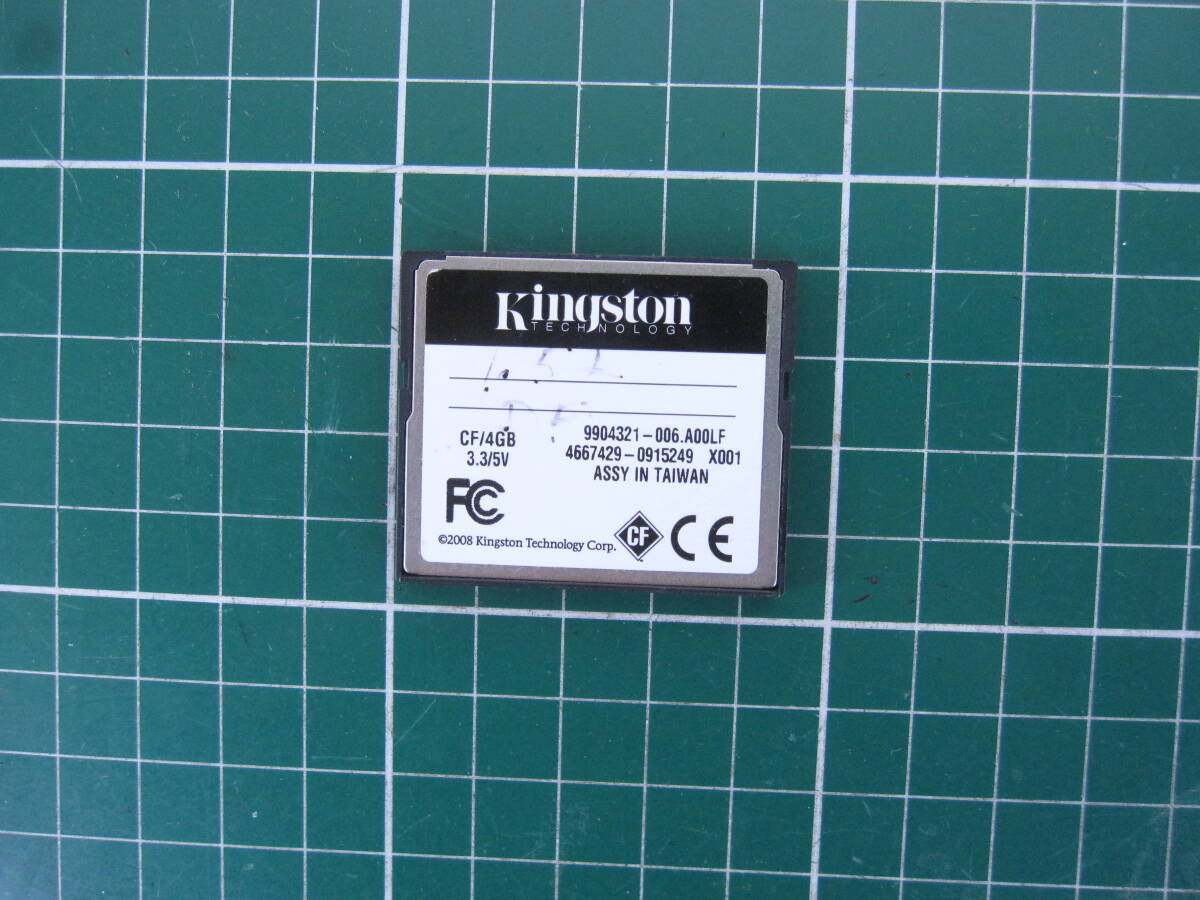 Kingston
TECHNOLOGY
CF/4GB
3.3/5V
9904321-006.A00LF
4667429-0915249 X001
ASSY IN TAIWAN
FC
©2008 Kingston Technology Corp.
CF
CE